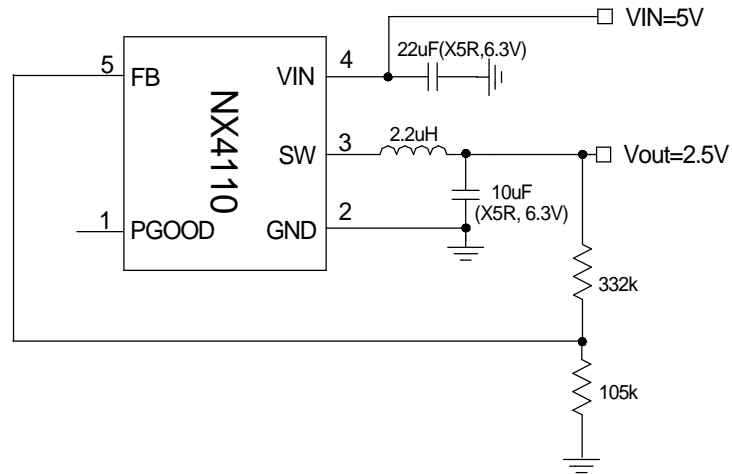 VIN=5V
22uF(X5R,6.3V)
5
FB
VIN
4
NX4110
SW
3
2.2uH
Vout=2.5V
10uF
(X5R, 6.3V)
1
PGOOD
GND
2
332k
105k